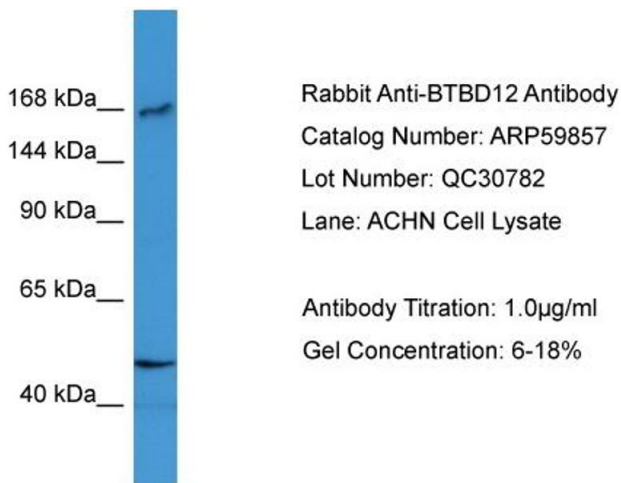 168 kDa
144 kDa
90 kDa
65 kDa
40 kDa
Rabbit Anti-BTBD12 Antibody
Catalog Number: ARP59857
Lot Number: QC30782
Lane: ACHN Cell Lysate
Antibody Titration: 1.0µg/ml
Gel Concentration: 6-18%